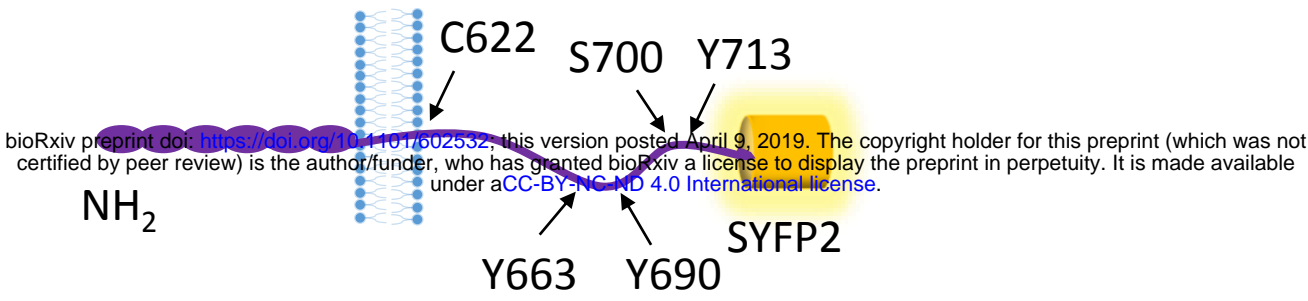 C622
S700 Y713
bioRxiv preprint doi: https://doi.org/10.1101/602532; this version posted April 9, 2019. The copyright holder for this preprint (which was not
certified by peer review) is the author/funder, who has granted bioRxiv a license to display the preprint in perpetuity. It is made available
under aCC-BY-NC-ND 4.0 International license.
NH2
SYFP2
Y663 Y690